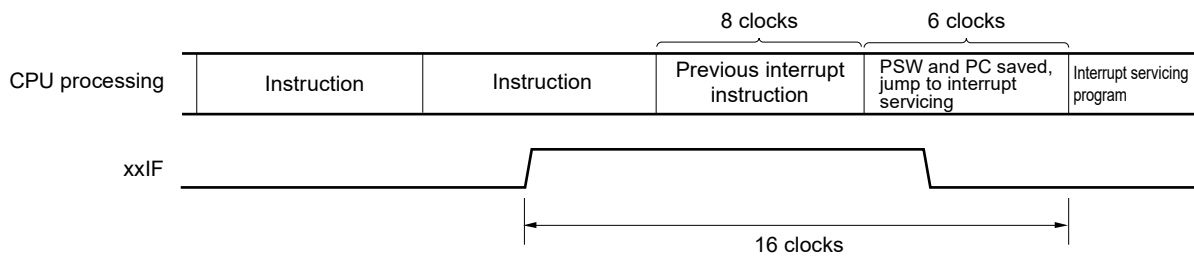 8 clocks
6 clocks
CPU processing
Instruction
Instruction
Previous interrupt
instruction
PSW and PC saved,
jump to interrupt
servicing
Interrupt servicing
program
xxIF
16 clocks